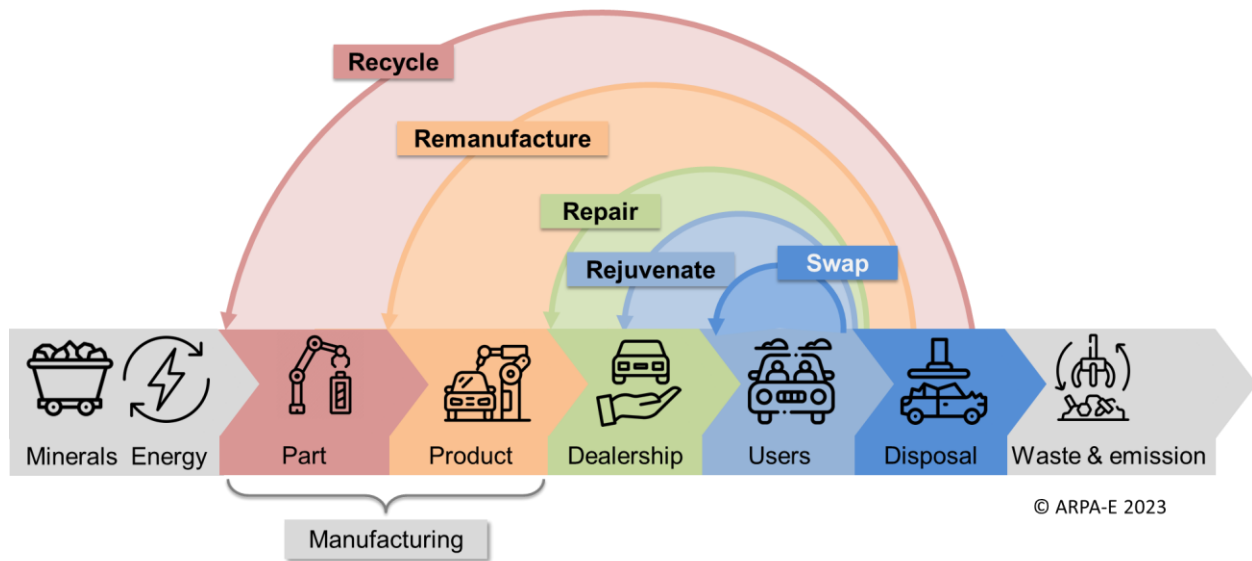 Recycle
Remanufacture
Repair
Rejuvenate
Swap
Minerals Energy Part Product Dealership Users Disposal Waste & emission
© ARPA-E 2023
Manufacturing